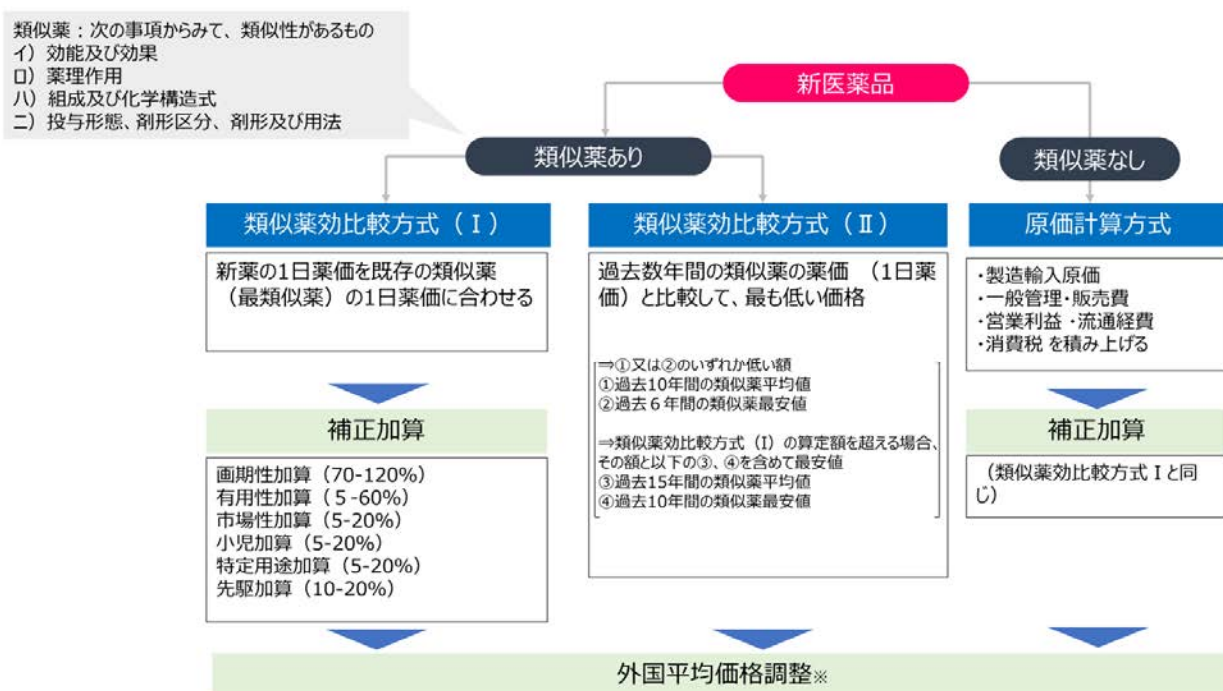 類似薬：次の事項からみて、類似性があるもの
イ）効能及び効果
ロ）薬理作用
ハ）組成及び化学構造式
ニ）投与形態、剤形区分、剤形及び用法
新医薬品
類似薬あり
類似薬なし
類似薬効比較方式（Ⅰ）
新薬の1日薬価を既存の類似薬
（最類似薬）の1日薬価に合わせる
補正加算
画期性加算（70-120%）
有用性加算（５-60%）
市場性加算（5-20%）
小児加算（5-20%）
特定用途加算（5-20%）
先駆加算（10-20%）
類似薬効比較方式（Ⅱ）
過去数年間の類似薬の薬価 （1日薬
価）と比較して、最も低い価格
⇒①又は②のいずれか低い額
①過去10年間の類似薬平均値
②過去６年間の類似薬最安値
⇒類似薬効比較方式（I）の算定額を超える場合、
その額と以下の③、④を含めて最安値
③過去15年間の類似薬平均値
④過去10年間の類似薬最安値
原価計算方式
・製造輸入原価
・一般管理・販売費
・営業利益 ・流通経費
・消費税 を積み上げる
補正加算
（類似薬効比較方式Ⅰと同
じ）
外国平均価格調整※